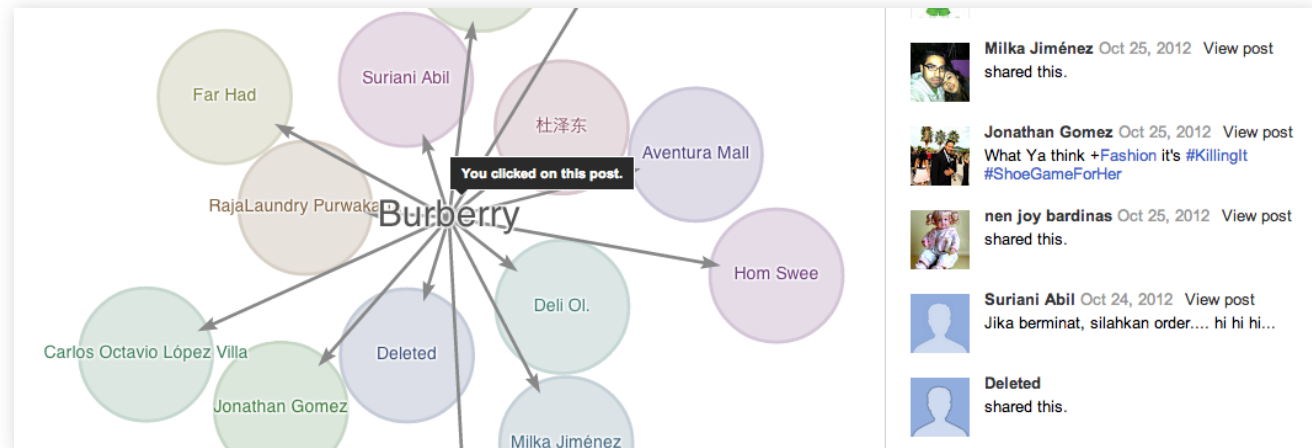 Far Had
Suriani Abil
杜泽东
Aventura Mall
You clicked on this post.
RajaLaundry Purwaka
Burberry
Hom Swee
Deli Ol.
Carlos Octavio López Villa
Deleted
Jonathan Gomez
Milka Jiménez
Milka Jiménez Oct 25, 2012 View post
shared this.
Jonathan Gomez Oct 25, 2012 View post
What Ya think +Fashion it's #KillingIt
#ShoeGameForHer
nen joy bardinas Oct 25, 2012 View post
shared this.
Suriani Abil Oct 24, 2012 View post
Jika berminat, silahkan order.... hi hi hi...
Deleted
shared this.